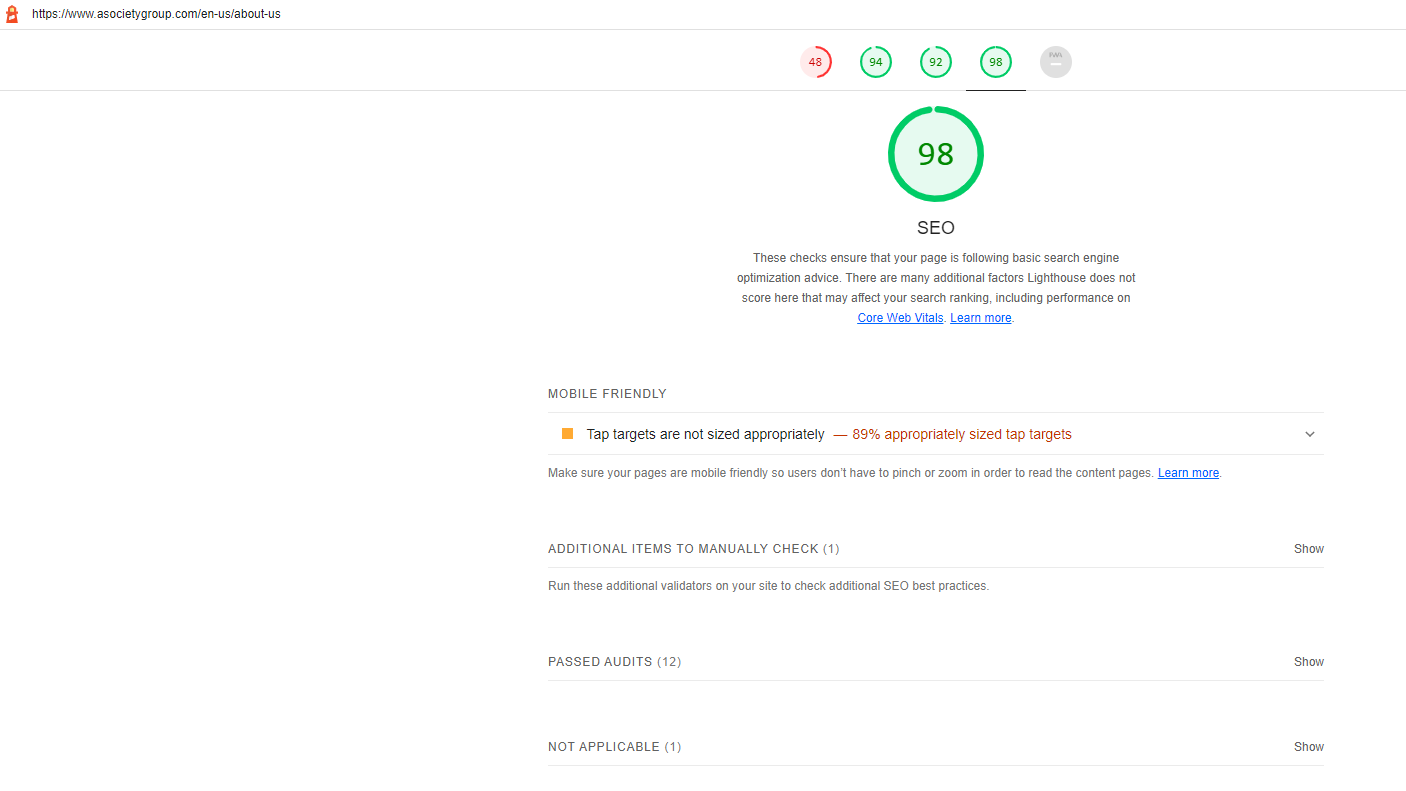 https://www.asocietygroup.com/en-us/about-us
48 94 92 98 PWA
98
SEO
These checks ensure that your page is following basic search engine
optimization advice. There are many additional factors Lighthouse does not
score here that may affect your search ranking, including performance on
Core Web Vitals. Learn more.
MOBILE FRIENDLY
Tap targets are not sized appropriately — 89% appropriately sized tap targets
Make sure your pages are mobile friendly so users don’t have to pinch or zoom in order to read the content pages. Learn more.
ADDITIONAL ITEMS TO MANUALLY CHECK (1) Show
Run these additional validators on your site to check additional SEO best practices.
PASSED AUDITS (12) Show
NOT APPLICABLE (1) Show